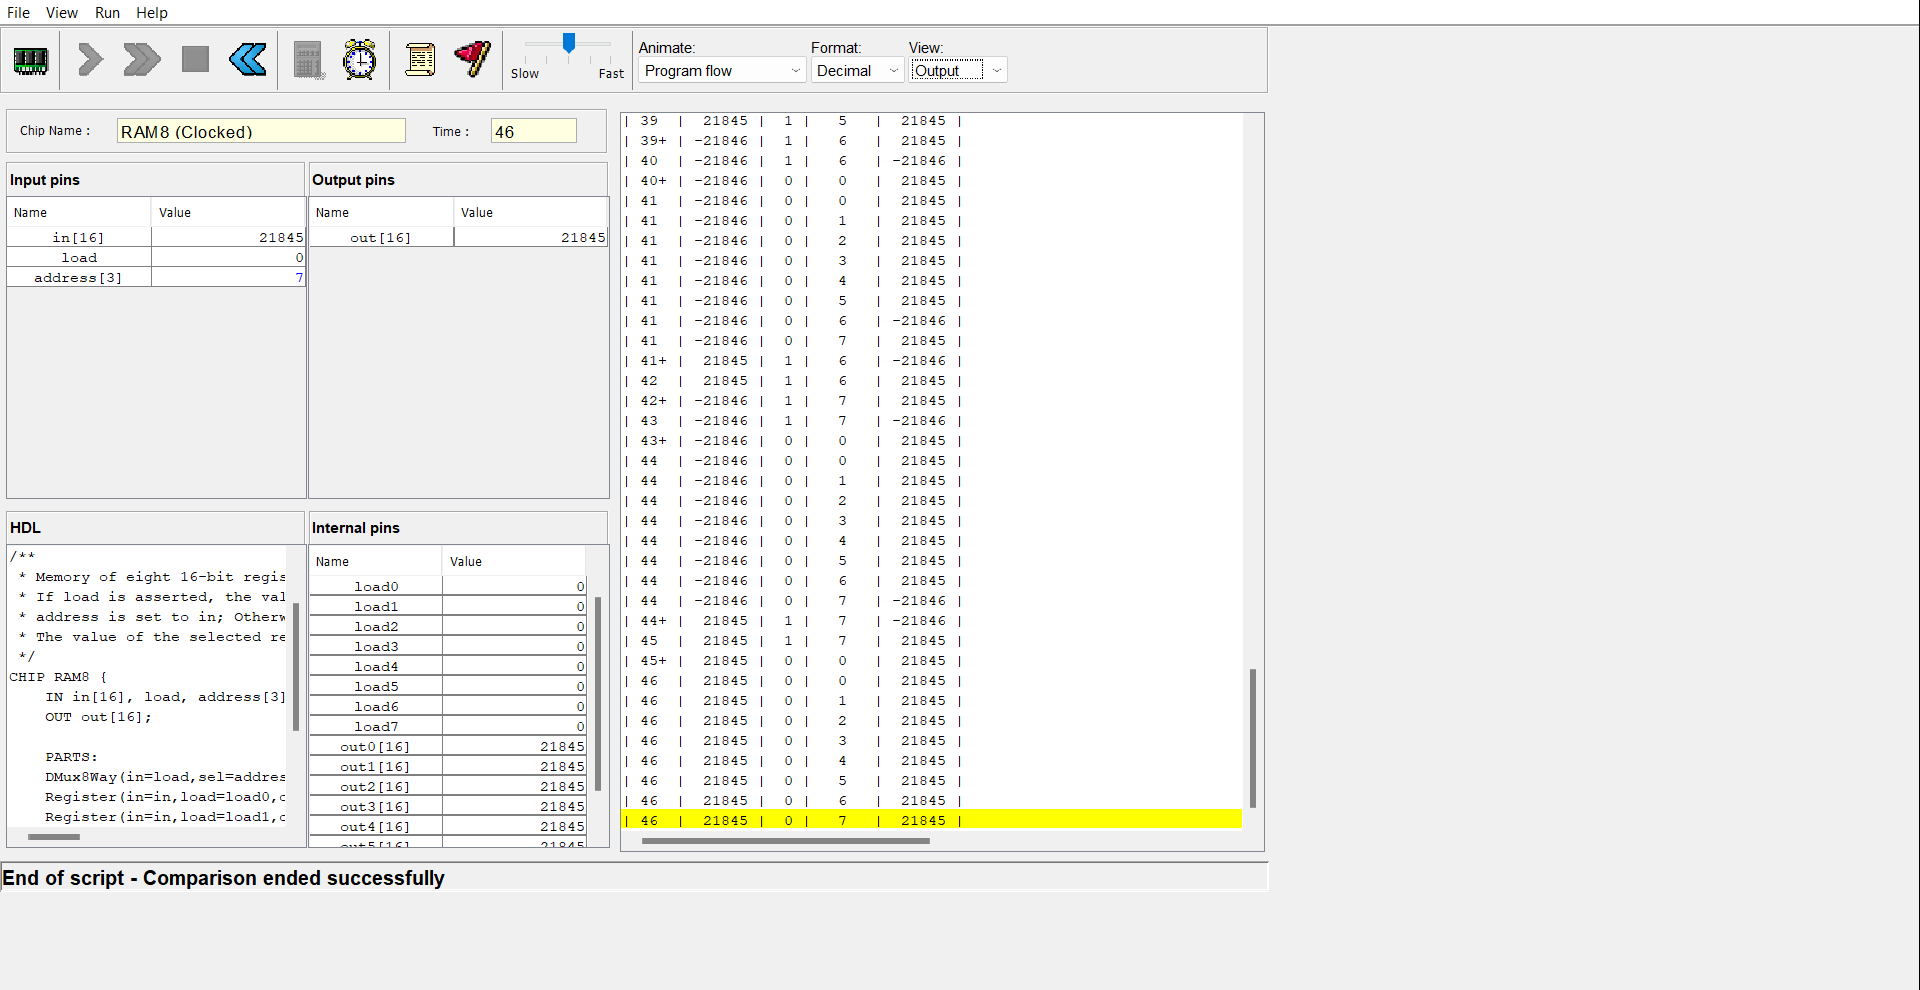 File View Run Help
Animate: Format: View:
Program flow Decimal Output
Slow Fast
Chip Name : RAM8 (Clocked) Time : 46
Input pins
Name Value
in[16] 21845
load 0
address[3] 7
Output pins
Name Value
out[16] 21845
HDL
/**
* Memory of eight 16-bit regis
* If load is asserted, the val
* address is set to in; Otherw
* The value of the selected re
*/
CHIP RAM8 {
IN in[16], load, address[3]
OUT out[16];
PARTS:
DMux8Way(in=load,sel=addres
Register(in=in,load=load0,c
Register(in=in,load=load1,c
Internal pins
Name Value
load0 0
load1 0
load2 0
load3 0
load4 0
load5 0
load6 0
load7 0
out0[16] 21845
out1[16] 21845
out2[16] 21845
out3[16] 21845
out4[16] 21845
out5[16] 21845
| 39 | 21845 | 1 | 5 | 21845 |
| 39+ | -21846 | 1 | 6 | 21845 |
| 40 | -21846 | 1 | 6 | -21846 |
| 40+ | -21846 | 0 | 0 | 21845 |
| 41 | -21846 | 0 | 0 | 21845 |
| 41 | -21846 | 0 | 1 | 21845 |
| 41 | -21846 | 0 | 2 | 21845 |
| 41 | -21846 | 0 | 3 | 21845 |
| 41 | -21846 | 0 | 4 | 21845 |
| 41 | -21846 | 0 | 5 | 21845 |
| 41 | -21846 | 0 | 6 | -21846 |
| 41 | -21846 | 0 | 7 | 21845 |
| 41+ | 21845 | 1 | 6 | -21846 |
| 42 | 21845 | 1 | 6 | 21845 |
| 42+ | -21846 | 1 | 7 | 21845 |
| 43 | -21846 | 1 | 7 | -21846 |
| 43+ | -21846 | 0 | 0 | 21845 |
| 44 | -21846 | 0 | 0 | 21845 |
| 44 | -21846 | 0 | 1 | 21845 |
| 44 | -21846 | 0 | 2 | 21845 |
| 44 | -21846 | 0 | 3 | 21845 |
| 44 | -21846 | 0 | 4 | 21845 |
| 44 | -21846 | 0 | 5 | 21845 |
| 44 | -21846 | 0 | 6 | 21845 |
| 44 | -21846 | 0 | 7 | -21846 |
| 44+ | 21845 | 1 | 7 | -21846 |
| 45 | 21845 | 1 | 7 | 21845 |
| 45+ | 21845 | 0 | 0 | 21845 |
| 46 | 21845 | 0 | 0 | 21845 |
| 46 | 21845 | 0 | 1 | 21845 |
| 46 | 21845 | 0 | 2 | 21845 |
| 46 | 21845 | 0 | 3 | 21845 |
| 46 | 21845 | 0 | 4 | 21845 |
| 46 | 21845 | 0 | 5 | 21845 |
| 46 | 21845 | 0 | 6 | 21845 |
| 46 | 21845 | 0 | 7 | 21845 |
End of script - Comparison ended successfully